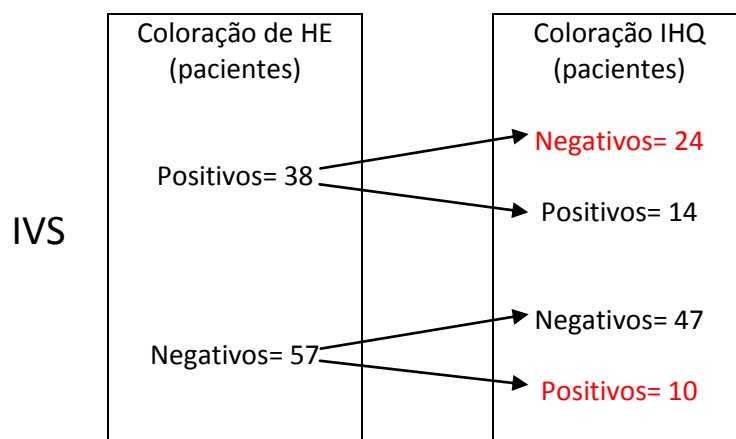 Coloração de HE
(pacientes)
Coloração IHQ
(pacientes)
Negativos= 24
Positivos= 38
Positivos= 14
IVS
Negativos= 47
Negativos= 57
Positivos= 10